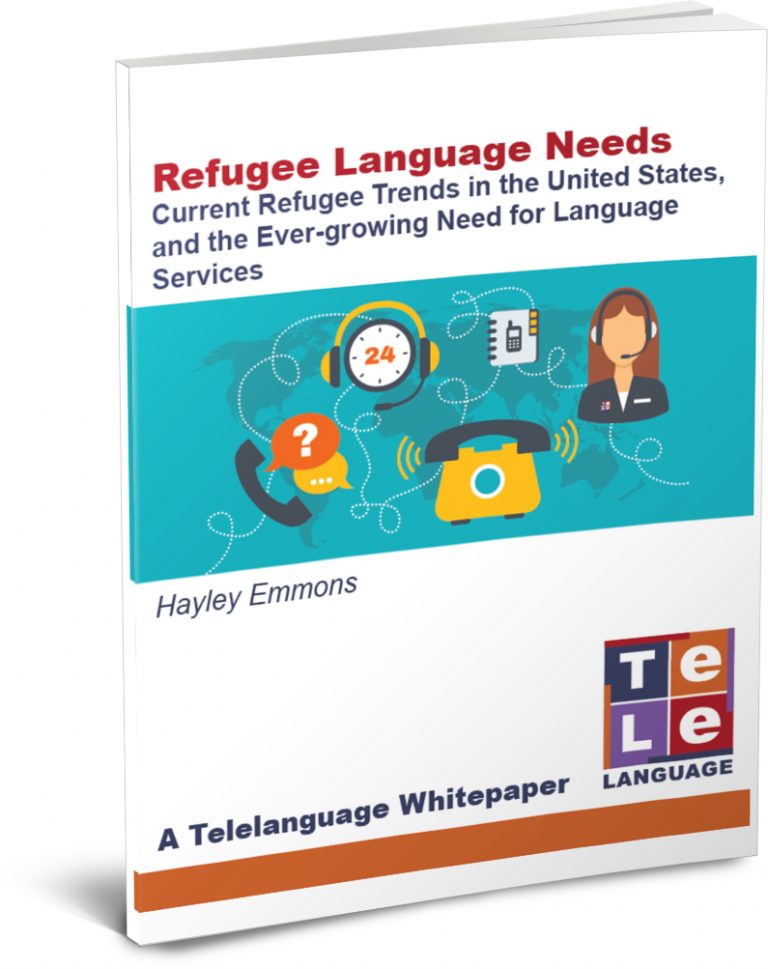 Refugee Language Needs
Current Refugee Trends in the United States,
and the Ever-growing Need for Language
Services
24
?
Hayley Emmons
Te
Le
LANGUAGE
A Telelanguage Whitepaper